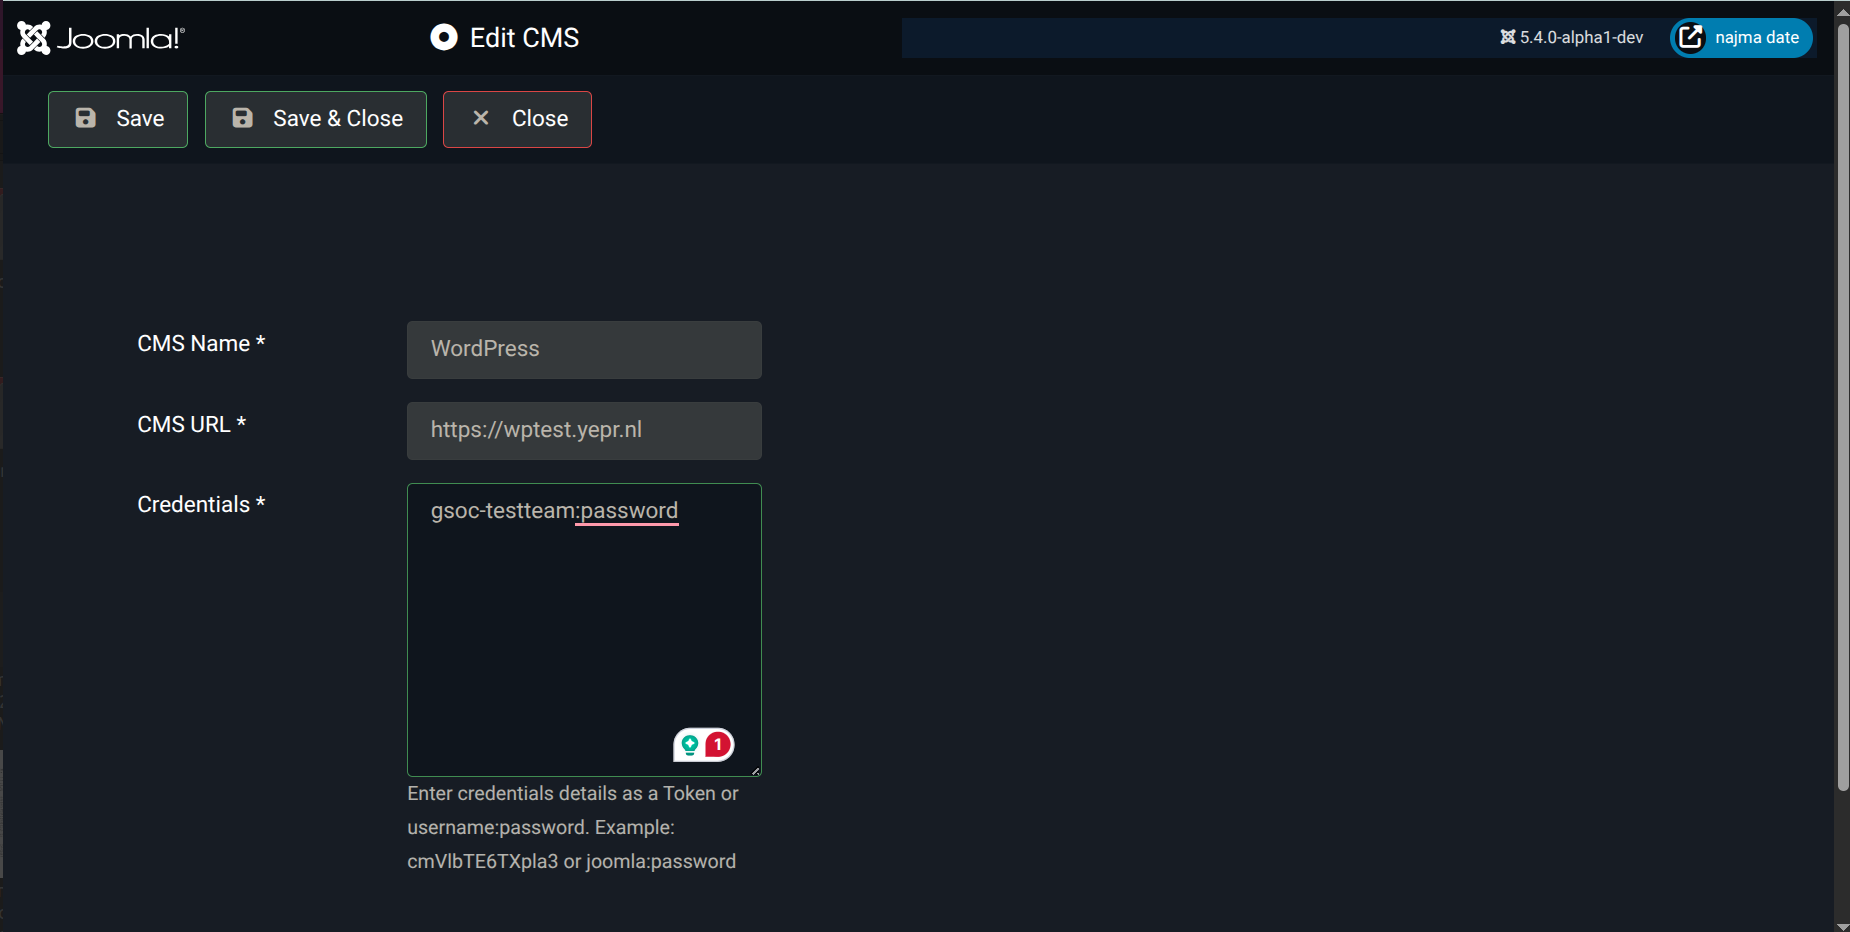 Joomla!®
Edit CMS
5.4.0-alpha1-dev
najma date
Save
Save & Close
Close
CMS Name *
WordPress
CMS URL *
https://wptest.yepr.nl
Credentials *
gsoc-testteam:password
1
Enter credentials details as a Token or
username:password. Example:
cmVlbTE6TXpla3 or joomla:password